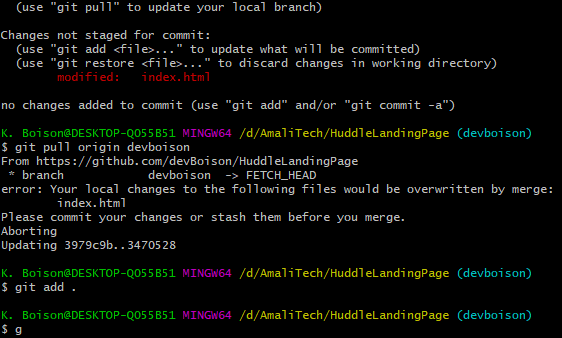 (use "git pull" to update your local branch)
Changes not staged for commit:
(use "git add <file>..." to update what will be committed)
(use "git restore <file>..." to discard changes in working directory)
modified: index.html
no changes added to commit (use "git add" and/or "git commit -a")
K. Boison@DESKTOP-QO55B51 MINGW64 /d/AmaliTech/HuddleLandingPage (devboison)
$ git pull origin devboison
From https://github.com/devBoison/HuddleLandingPage
* branch devboison -> FETCH_HEAD
error: Your local changes to the following files would be overwritten by merge:
index.html
Please commit your changes or stash them before you merge.
Aborting
Updating 3979c9b..3470528
K. Boison@DESKTOP-QO55B51 MINGW64 /d/AmaliTech/HuddleLandingPage (devboison)
$ git add .
K. Boison@DESKTOP-QO55B51 MINGW64 /d/AmaliTech/HuddleLandingPage (devboison)
$ g